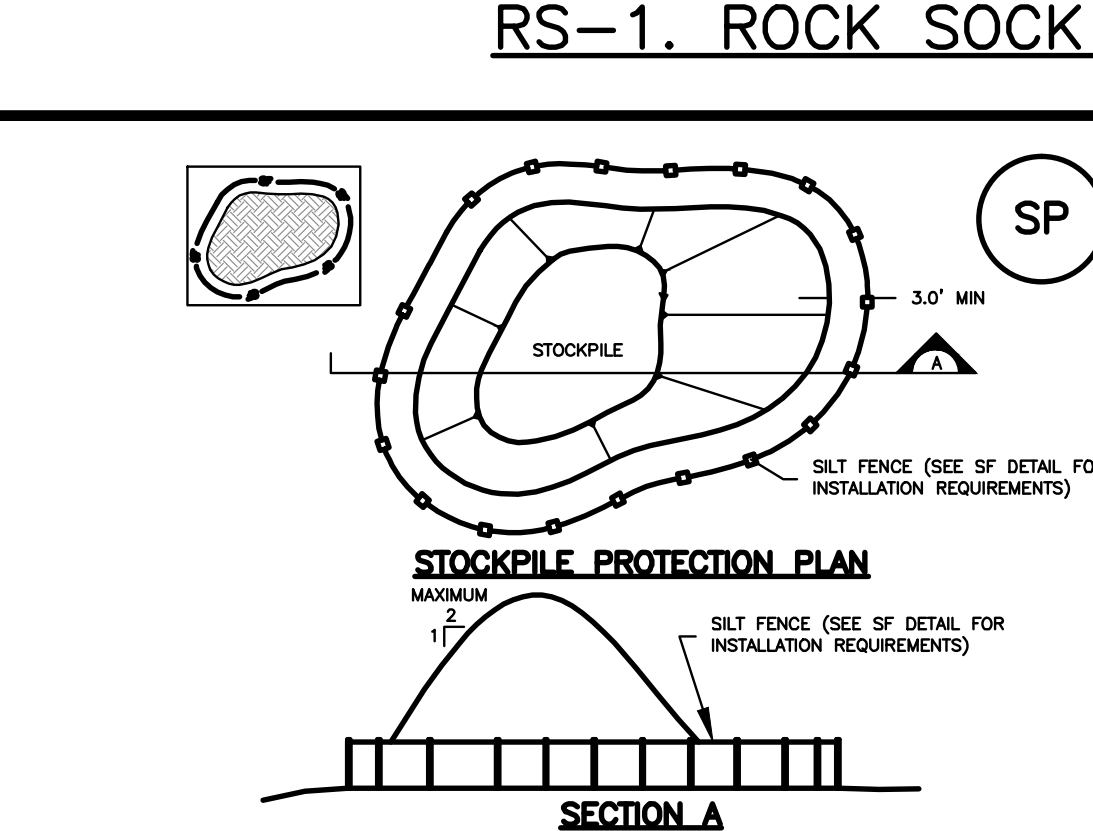 RS-1. ROCK SOCK
SP
3.0' MIN
STOCKPILE
A
SILT FENCE (SEE SF DETAIL FO
INSTALLATION REQUIREMENTS)
STOCKPILE PROTECTION PLAN
MAXIMUM
2
1
SILT FENCE (SEE SF DETAIL FOR
INSTALLATION REQUIREMENTS)
SECTION A